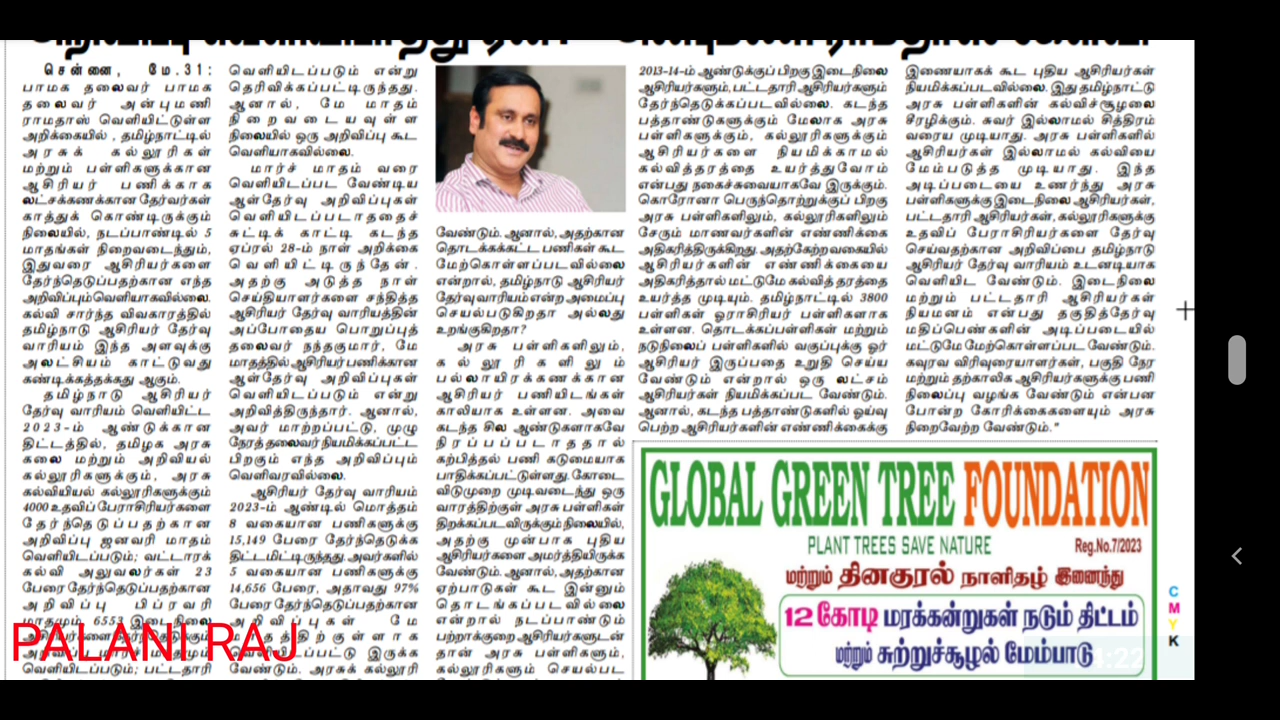 சென்னை, மே.31:
பாமக தலைவர் பாமக
தலைவர் அன்புமணி
ராமதாஸ் வெளியிட்டுள்ள
அறிக்கையில் , தமிழ்நாட்டில்
அரசுக் கல்லூரிகள்
மற்றும் பள்ளிகளுக்கான
ஆசிரியர் பணிக்காக
லட்சக்கணக்கான தேர்வர்கள்
காத்துக் கொண்டிருக்கும்
நிலையில், நடப்பாண்டில் 5
மாதங்கள் நிறைவடைந்தும்,
இதுவரை ஆசிரியர்களை
தேர்ந்தெடுப்பதற்கான எந்த
அறிவிப்பும் வெளியாகவில்லை.
கல்வி சார்ந்த விவகாரத்தில்
தமிழ்நாடு ஆசிரியர் தேர்வு
வாரியம் இந்த அளவுக்கு
அலட்சியம் காட்டுவது
கண்டிக்கத்தக்கது ஆகும்.
தமிழ்நாடு ஆசிரியர்
தேர்வு வாரியம் வெளியிட்ட
2023-ம் ஆண்டுக்கான
திட்டத்தில், தமிழக அரசு
கலை மற்றும் அறிவியல்
கல்லூரிகளுக்கும், அரசு
கல்வியியல் கல்லூரிகளுக்கும்
4000 உதவிப் பேராசிரியர்களை
தேர்ந்தெடுப்பதற்கான
அறிவிப்பு ஜனவரி மாதம்
வெளியிடப்படும்; வட்டாரக்
கல்வி அலுவலர்கள் 23
பேரை தேர்ந்தெடுப்பதற்கான
அறிவிப்பு பிப்ரவரி
மாதமும் 6553 இடைநிலை
வெளியிடப்படும்; பட்டதாரி
வெளியிடப்படும் என்று
தெரிவிக்கப்பட்டிருந்தது.
ஆனால், மே மாதம்
நிறைவடையவுள்ள
நிலையில் ஒரு அறிவிப்பு கூட
வெளியாகவில்லை.
மார்ச் மாதம் வரை
வெளியிடப்பட வேண்டிய
ஆள்தேர்வு அறிவிப்புகள்
வெளியிடப்படாததைச்
சுட்டிக் காட்டி கடந்த
ஏப்ரல் 28-ம் நாள் அறிக்கை
வெளியிட்டிருந்தேன்.
அதற்கு அடுத்த நாள்
செய்தியாளர்களை சந்தித்த
ஆசிரியர் தேர்வு வாரியத்தின்
அப்போதைய பொறுப்புத்
தலைவர் நந்தகுமார், மே
மாதத்தில் ஆசிரியர் பணிக்கான
ஆள்தேர்வு அறிவிப்புகள்
வெளியிடப்படும் என்று
அறிவித்திருந்தார். ஆனால்,
அவர் மாற்றப்பட்டு, முழு
நேரத்தலைவர் நியமிக்கப்பட்ட
பிறகும் எந்த அறிவிப்பும்
வெளிவரவில்லை.
ஆசிரியர் தேர்வு வாரியம்
2023-ம் ஆண்டில் மொத்தம்
8 வகையான பணிகளுக்கு
15,149 பேரை தேர்ந்தெடுக்க
திட்டமிட்டிருந்தது. அவர்களில்
5 வகையான பணிகளுக்கு
14,656 பேரை, அதாவது 97%
பேரை தேர்ந்தெடுப்பதற்கான
அறிவிப்புகள் மே
மாதத்திற்குள்ளாக
வெளியிடப்பட்டு இருக்க
வேண்டும். அரசுக் கல்லூரி
வேண்டும். ஆனால், அதற்கான
தொடக்கக்கட்ட பணிகள் கூட
மேற்கொள்ளப்படவில்லை
என்றால், தமிழ்நாடு ஆசிரியர்
தேர்வு வாரியம் என்ற அமைப்பு
செயல்படுகிறதா அல்லது
உறங்குகிறதா?
அரசு பள்ளிகளிலும்,
கல்லூரிகளிலும்
பல்லாயிரக்கணக்கான
ஆசிரியர் பணியிடங்கள்
காலியாக உள்ளன. அவை
கடந்த சில ஆண்டுகளாகவே
நிரப்பப்படாததால்
கற்பித்தல் பணி கடுமையாக
பாதிக்கப்பட்டுள்ளது. கோடை
விடுமுறை முடிவடைந்து ஒரு
வாரத்திற்குள் அரசு பள்ளிகள்
திறக்கப்படவிருக்கும் நிலையில்,
அதற்கு முன்பாக புதிய
ஆசிரியர்களை அமர்த்தியிருக்க
வேண்டும். ஆனால், அதற்கான
ஏற்பாடுகள் கூட இன்னும்
தொடங்கப்படவில்லை
என்றால் நடப்பாண்டும்
பற்றாக்குறை ஆசிரியர்களுடன்
தான் அரசு பள்ளிகளும்,
கல்லூரிகளும் செயல்பட
2013-14-ம் ஆண்டுக்குப் பிறகு இடைநிலை
ஆசிரியர்களும், பட்டதாரி ஆசிரியர்களும்
தேர்ந்தெடுக்கப்படவில்லை. கடந்த
பத்தாண்டுகளுக்கும் மேலாக அரசு
பள்ளிகளுக்கும், கல்லூரிகளுக்கும்
ஆசிரியர்களை நியமிக்காமல்
கல்வித்தரத்தை உயர்த்துவோம்
என்பது நகைச்சுவையாகவே இருக்கும்.
கொரோனா பெருந்தொற்றுக்குப் பிறகு
அரசு பள்ளிகளிலும், கல்லூரிகளிலும்
சேரும் மாணவர்களின் எண்ணிக்கை
அதிகரித்திருக்கிறது. அதற்கேற்றவகையில்
ஆசிரியர்களின் எண்ணிக்கையை
அதிகரித்தால் மட்டுமே கல்வித் தரத்தை
உயர்த்த முடியும். தமிழ்நாட்டில் 3800
பள்ளிகள் ஓராசிரியர் பள்ளிகளாக
உள்ளன. தொடக்கப்பள்ளிகள் மற்றும்
நடுநிலைப் பள்ளிகளில் வகுப்புக்கு ஓர்
ஆசிரியர் இருப்பதை உறுதி செய்ய
வேண்டும் என்றால் ஒரு லட்சம்
ஆசிரியர்கள் நியமிக்கப்பட வேண்டும்.
ஆனால், கடந்த பத்தாண்டுகளில் ஓய்வு
பெற்ற ஆசிரியர்களின் எண்ணிக்கைக்கு
இணையாகக் கூட புதிய ஆசிரியர்கள்
நியமிக்கப்படவில்லை. இது தமிழ்நாட்டு
அரசு பள்ளிகளின் கல்விச்சூழலை
சீரழிக்கும். சுவர் இல்லாமல் சித்திரம்
வரைய முடியாது. அரசு பள்ளிகளில்
ஆசிரியர்கள் இல்லாமல் கல்வியை
மேம்படுத்த முடியாது. இந்த
அடிப்படையை உணர்ந்து அரசு
பள்ளிகளுக்கு இடைநிலை ஆசிரியர்கள்,
பட்டதாரி ஆசிரியர்கள், கல்லூரிகளுக்கு
உதவிப் பேராசிரியர்களை தேர்வு
செய்வதற்கான அறிவிப்பை தமிழ்நாடு
ஆசிரியர் தேர்வு வாரியம் உடனடியாக
வெளியிட வேண்டும். இடைநிலை
மற்றும் பட்டதாரி ஆசிரியர்கள்
நியமனம் என்பது தகுதித்தேர்வு
மதிப்பெண்களின் அடிப்படையில்
மட்டுமே மேற்கொள்ளப்பட வேண்டும்.
கவுரவ விரிவுரையாளர்கள், பகுதி நேர
மற்றும் தற்காலிக ஆசிரியர்களுக்கு பணி
நிலைப்பு வழங்க வேண்டும் என்பன
போன்ற கோரிக்கைகளையும் அரசு
நிறைவேற்ற வேண்டும்."
GLOBAL GREEN TREE FOUNDATION
PLANT TREES SAVE NATURE
Reg.No.7/2023
மற்றும் தினகுரல் நாளிதழ் இணைந்து
12 கோடி மரக்கன்றுகள் நடும் திட்டம்
மற்றும் சுற்றுச்சூழல் மேம்பாடு
C
M
Y
K
PALANI RAJ